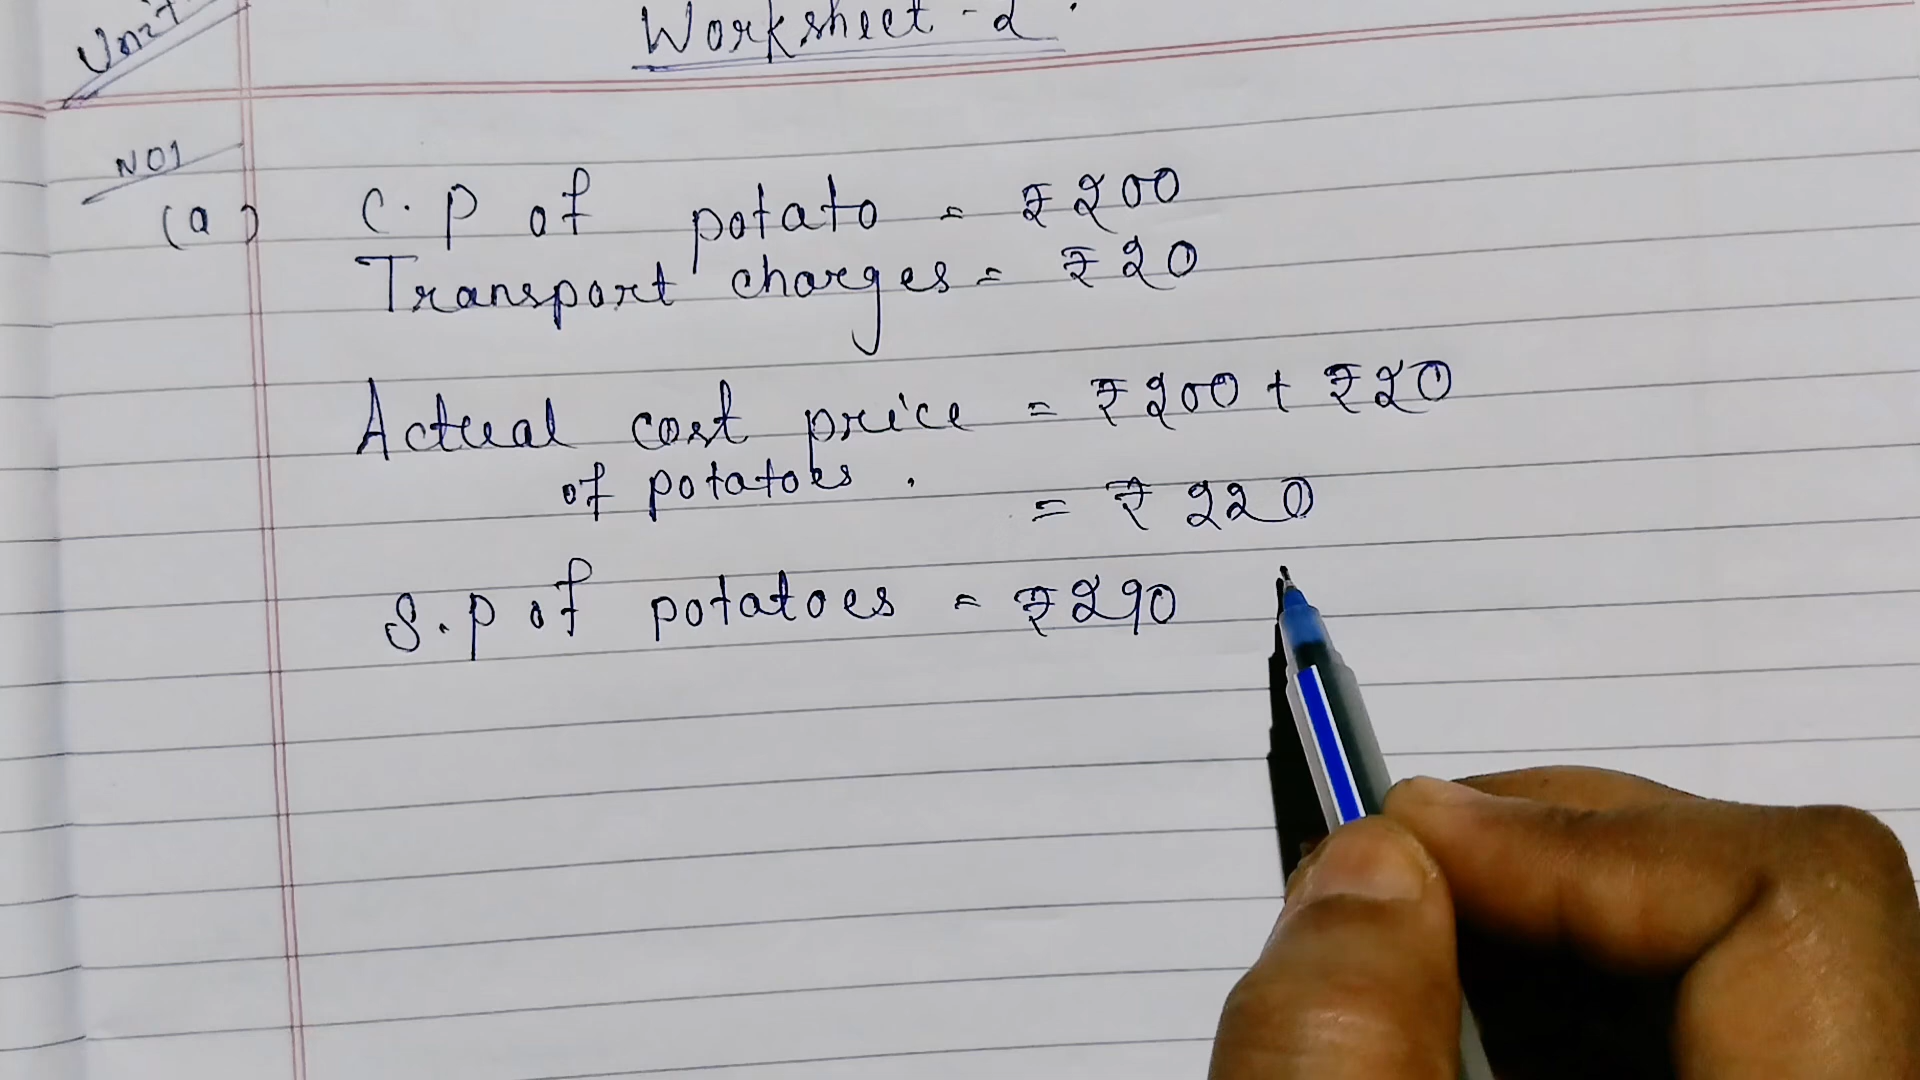 Unit
Worksheet - 2
NO1
(a) C.P of potato = ₹200
Transport charges = ₹20
Actual cost price = ₹200 + ₹20
of potatoes .
= ₹ 220
S.p of potatoes = ₹290